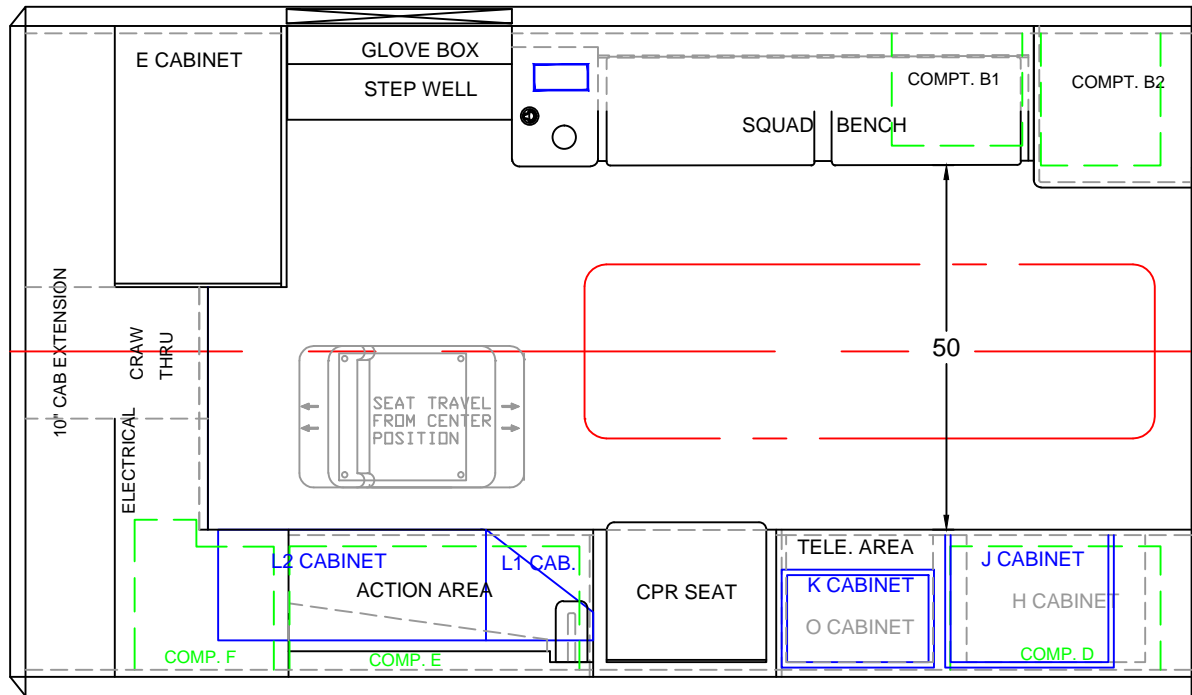 E CABINET
GLOVE BOX
STEP WELL
COMPT. B1
COMPT. B2
SQUAD BENCH
10" CAB EXTENSION
CRAW
THRU
ELECTRICAL
50
SEAT TRAVEL
FROM CENTER
POSITION
L2 CABINET
L1 CAB.
ACTION AREA
CPR SEAT
TELE. AREA
K CABINET
O CABINET
J CABINET
H CABINET
COMP. F
COMP. E
COMP. D